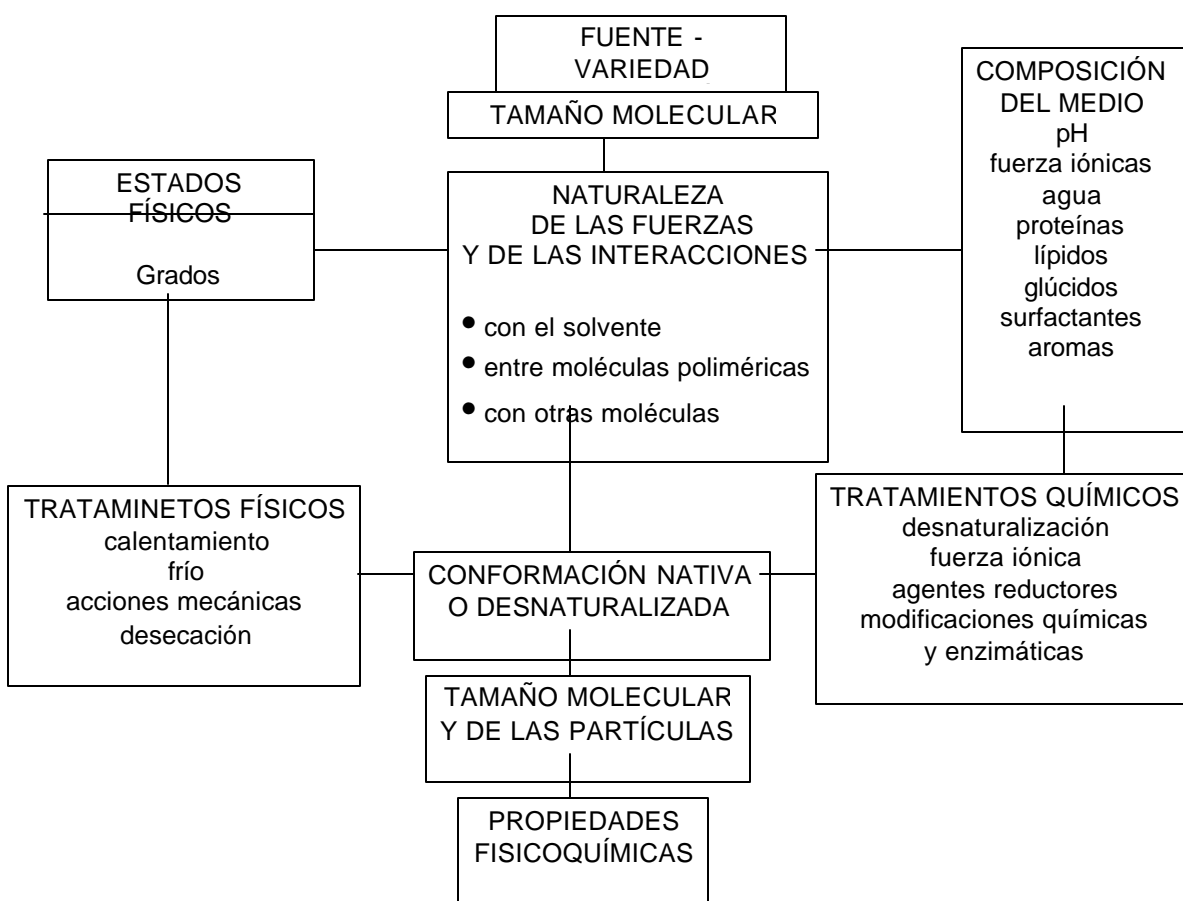 FUENTE -
VARIEDAD
TAMAÑO MOLECULAR
COMPOSICIÓN
DEL MEDIO
pH
fuerza iónicas
agua
proteínas
lípidos
glúcidos
surfactantes
aromas
ESTADOS
FÍSICOS
Grados
NATURALEZA
DE LAS FUERZAS
Y DE LAS INTERACCIONES
• con el solvente
• entre moléculas poliméricas
• con otras moléculas
TRATAMINETOS FÍSICOS
calentamiento
frío
acciones mecánicas
desecación
CONFORMACIÓN NATIVA
O DESNATURALIZADA
TRATAMIENTOS QUÍMICOS
desnaturalización
fuerza iónica
agentes reductores
modificaciones químicas
y enzimáticas
TAMAÑO MOLECULAR
Y DE LAS PARTÍCULAS
PROPIEDADES
FISICOQUÍMICAS